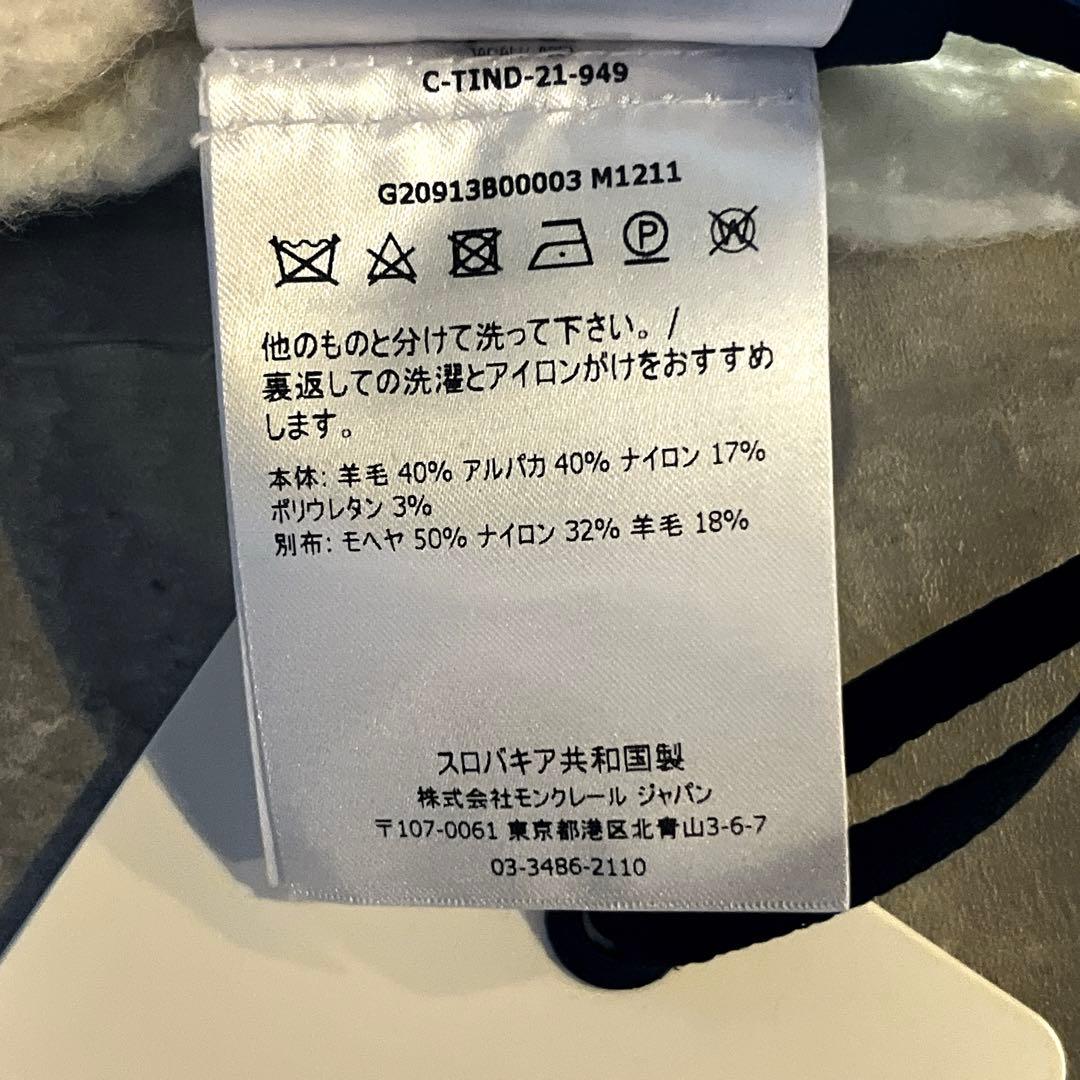 C-TIND-21-949
G20913B00003 M1211
P
W
他のものと分けて洗って下さい。/
裏返しての洗濯とアイロンがけをおすすめ
します。
本体: 羊毛 40% アルパカ 40% ナイロン 17%
ポリウレタン 3%
別布: モヘヤ 50% ナイロン 32% 羊毛 18%
スロバキア共和国製
株式会社モンクレール ジャパン
〒107-0061 東京都港区北青山3-6-7
03-3486-2110